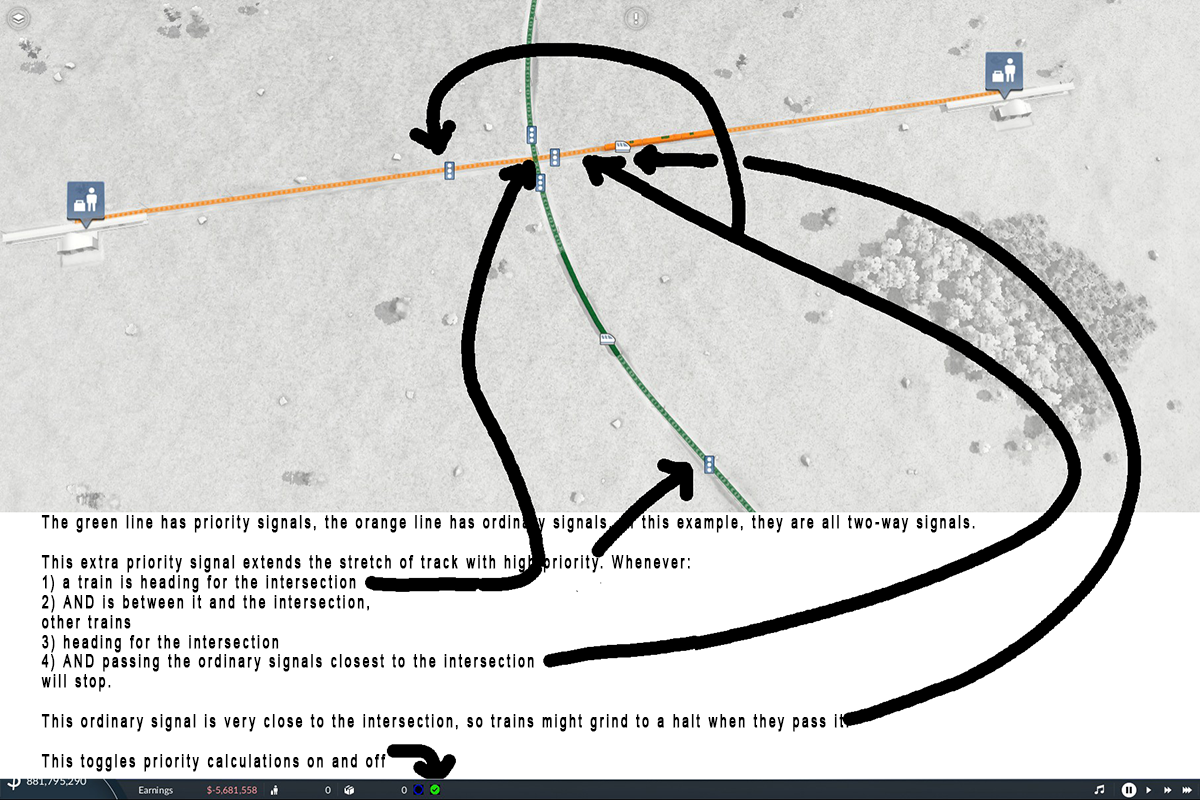 The green line has priority signals, the orange line has ordinary signals. this example, they are all two-way signals.
This extra priority signal extends the stretch of track with high priority. Whenever:
1) a train is heading for the intersection
2) AND is between it and the intersection,
other trains
3) heading for the intersection
4) AND passing the ordinary signals closest to the intersection
will stop.
This ordinary signal is very close to the intersection, so trains might grind to a halt when they pass it.
This toggles priority calculations on and off
881,795,290 Earnings $-5,681,558 0 0